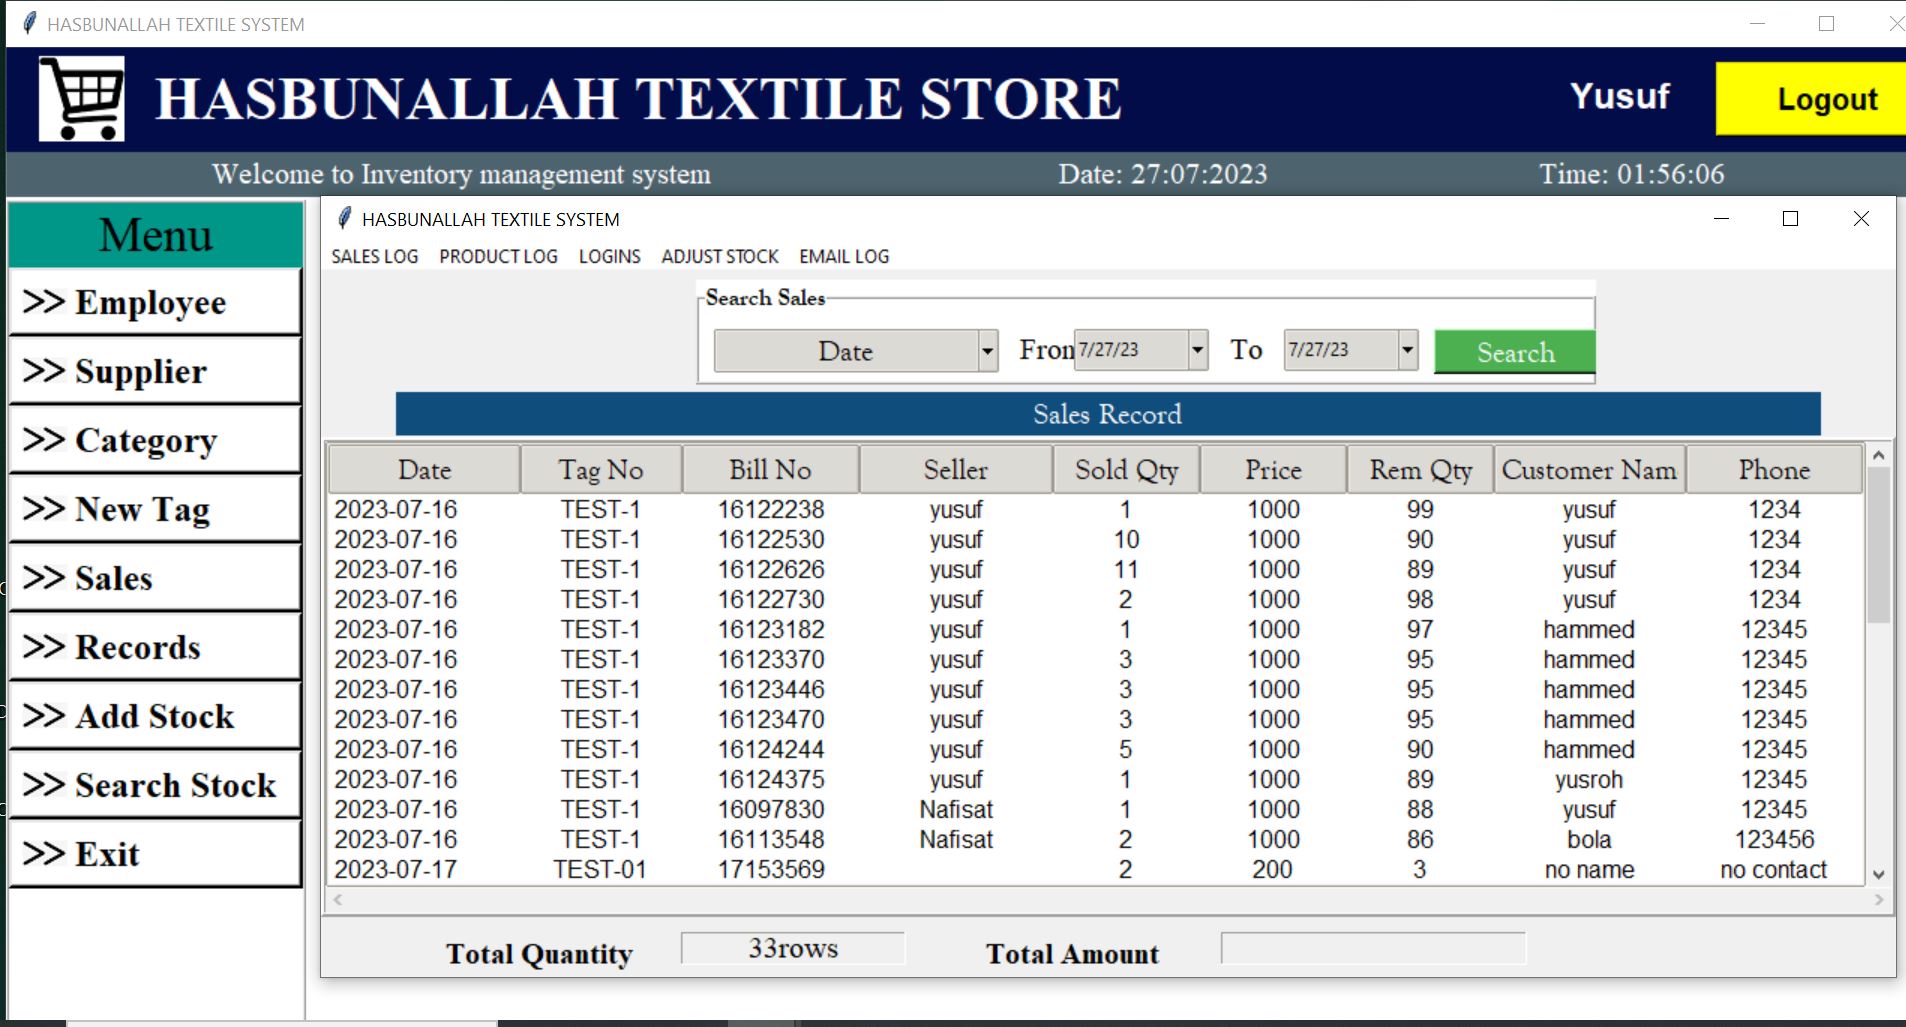 HASBUNALLAH TEXTILE SYSTEM
HASBUNALLAH TEXTILE STORE
Yusuf
Logout
Welcome to Inventory management system
Date: 27:07:2023
Time: 01:56:06
Menu
>> Employee
>> Supplier
>> Category
>> New Tag
>> Sales
>> Records
>> Add Stock
>> Search Stock
>> Exit
HASBUNALLAH TEXTILE SYSTEM
SALES LOG PRODUCT LOG LOGINS ADJUST STOCK EMAIL LOG
Search Sales
Date From 7/27/23 To 7/27/23 Search
Sales Record
Date Tag No Bill No Seller Sold Qty Price Rem Qty Customer Nam Phone
2023-07-16 TEST-1 16122238 yusuf 1 1000 99 yusuf 1234
2023-07-16 TEST-1 16122530 yusuf 10 1000 90 yusuf 1234
2023-07-16 TEST-1 16122626 yusuf 11 1000 89 yusuf 1234
2023-07-16 TEST-1 16122730 yusuf 2 1000 98 yusuf 1234
2023-07-16 TEST-1 16123182 yusuf 1 1000 97 hammed 12345
2023-07-16 TEST-1 16123370 yusuf 3 1000 95 hammed 12345
2023-07-16 TEST-1 16123446 yusuf 3 1000 95 hammed 12345
2023-07-16 TEST-1 16123470 yusuf 3 1000 95 hammed 12345
2023-07-16 TEST-1 16124244 yusuf 5 1000 90 hammed 12345
2023-07-16 TEST-1 16124375 yusuf 1 1000 89 yusroh 12345
2023-07-16 TEST-1 16097830 Nafisat 1 1000 88 yusuf 12345
2023-07-16 TEST-1 16113548 Nafisat 2 1000 86 bola 123456
2023-07-17 TEST-01 17153569 2 200 3 no name no contact
Total Quantity 33rows Total Amount